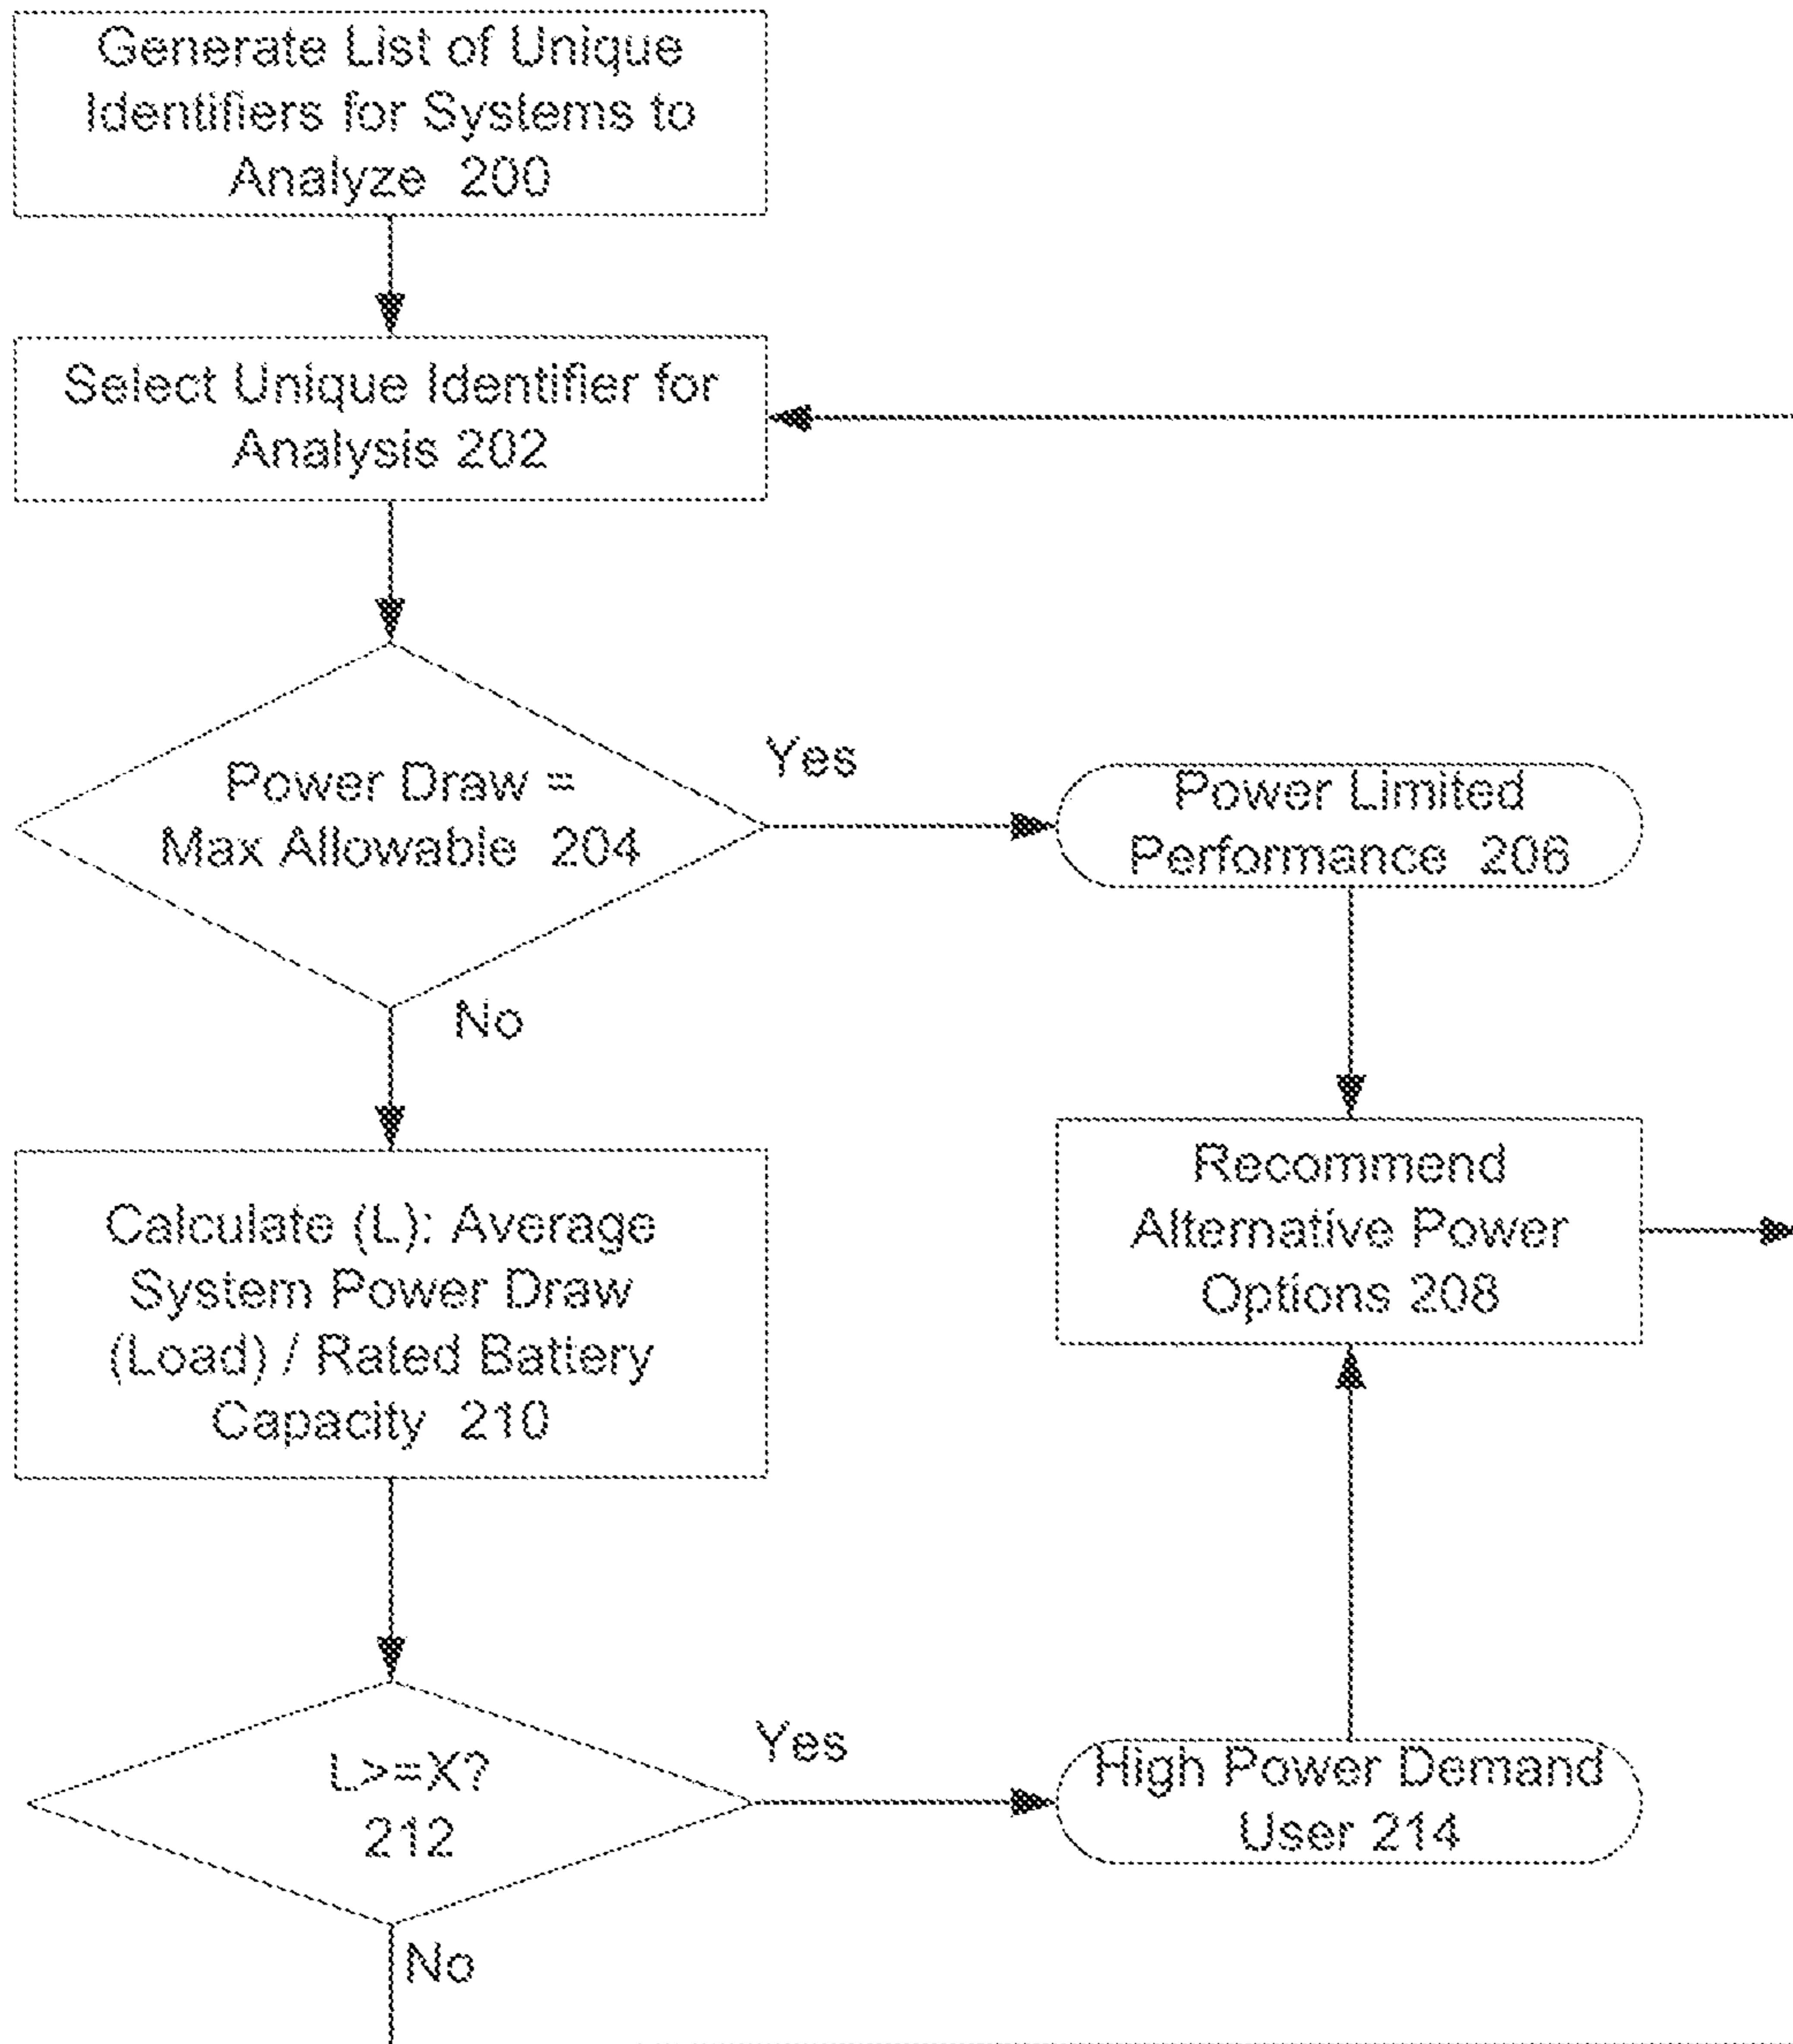 Generate List of Unique
Identifiers for Systems to
Analyze 200
Select Unique Identifier for
Analysis 202
Power Draw =
Max Allowable 204
Yes
Power Limited
Performance 206
No
Recommend
Alternative Power
Options 208
Calculate (L): Average
System Power Draw
(Load) / Rated Battery
Capacity 210
L>=X?
212
Yes
High Power Demand
User 214
No